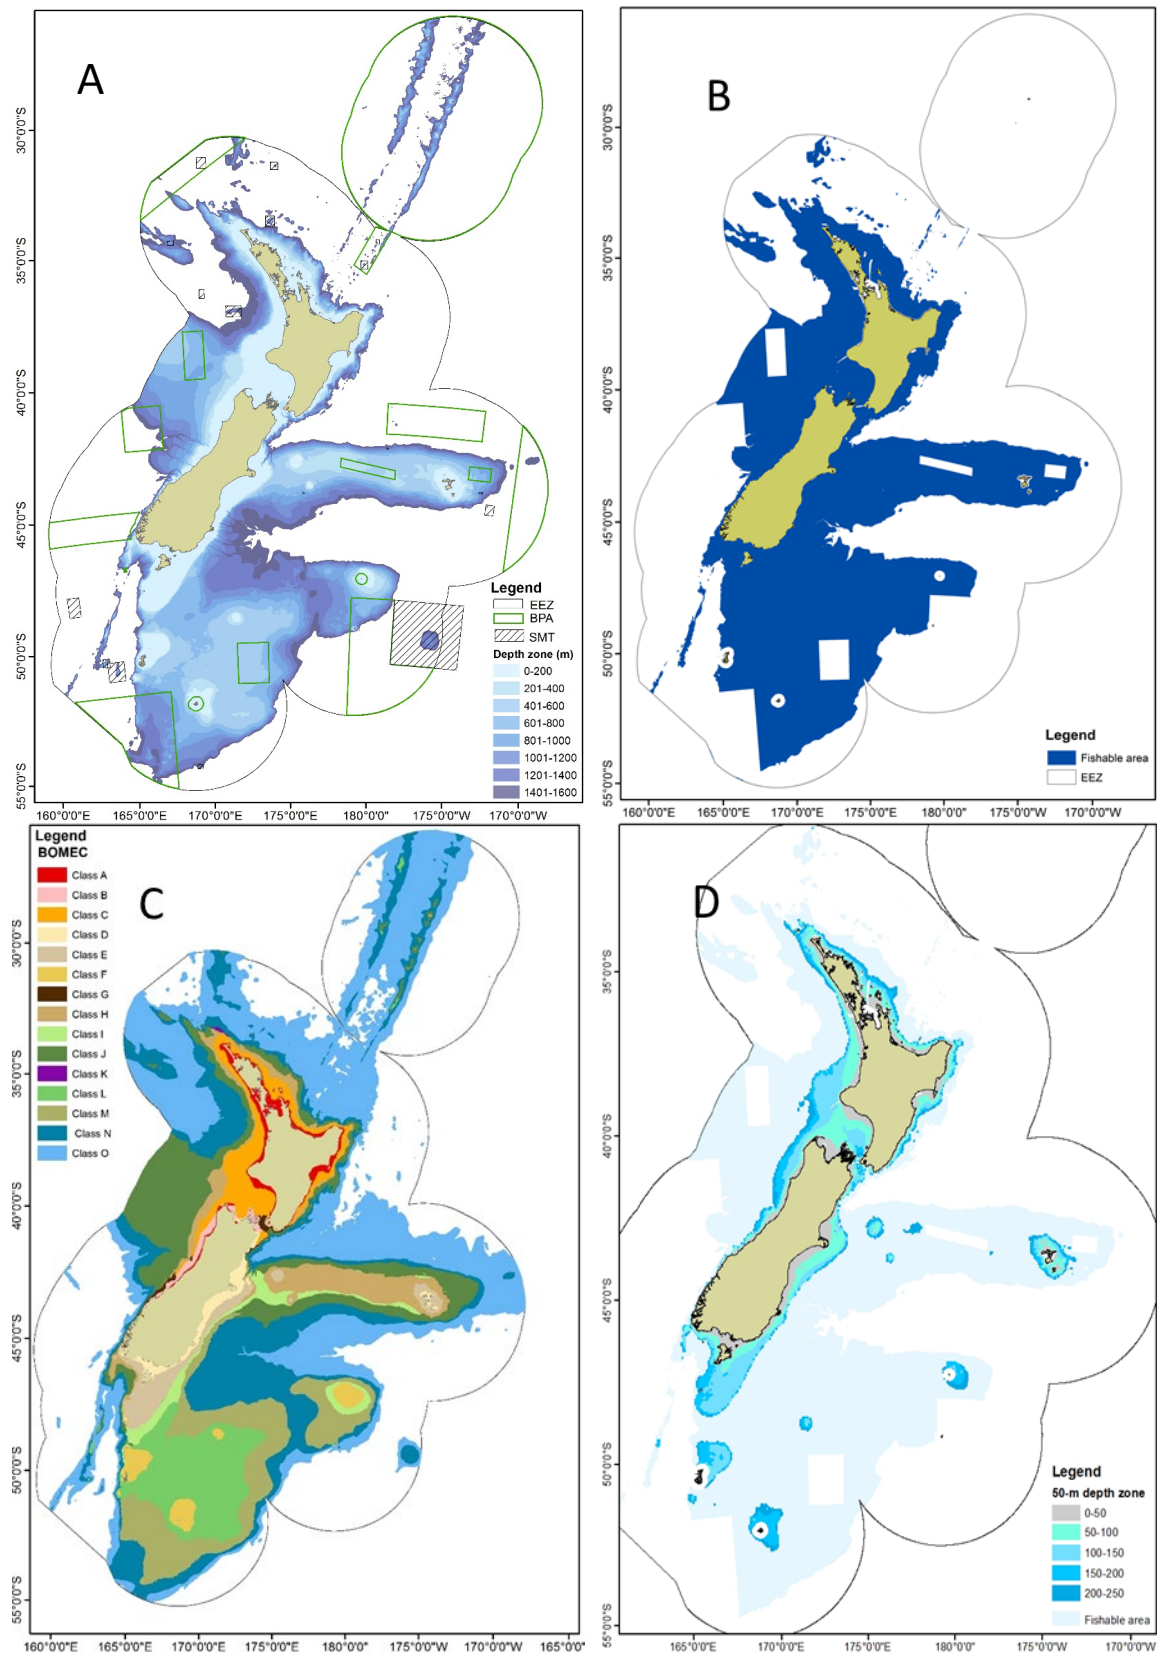 A
30°0'0"S
35°0'0"S
40°0'0"S
45°0'0"S
50°0'0"S
55°0'0"S
Legend
EEZ
BPA
SMT
Depth zone (m)
0-200
201-400
401-600
601-800
801-1000
1001-1200
1201-1400
1401-1600
160°0'0"E 165°0'0"E 170°0'0"E 175°0'0"E 180°0'0" 175°0'0"W 170°0'0"W
B
30°0'0"S
35°0'0"S
40°0'0"S
45°0'0"S
50°0'0"S
55°0'0"S
Legend
Fishable area
EEZ
160°0'0"E 165°0'0"E 170°0'0"E 175°0'0"E 180°0'0" 175°0'0"W 170°0'0"W
Legend
BOMEC
Class A
Class B
Class C
Class D
Class E
Class F
Class G
Class H
Class I
Class J
Class K
Class L
Class M
Class N
Class O
C
30°0'0"S
35°0'0"S
40°0'0"S
45°0'0"S
50°0'0"S
55°0'0"S
160°0'0"E 165°0'0"E 170°0'0"E 175°0'0"E 180°0'0" 175°0'0"W 170°0'0"W 165°0'0"W
D
35°0'0"S
40°0'0"S
45°0'0"S
50°0'0"S
55°0'0"S
Legend
50-m depth zone
0-50
50-100
100-150
150-200
200-250
Fishable area
165°0'0"E 170°0'0"E 175°0'0"E 180°0'0" 175°0'0"W 170°0'0"W